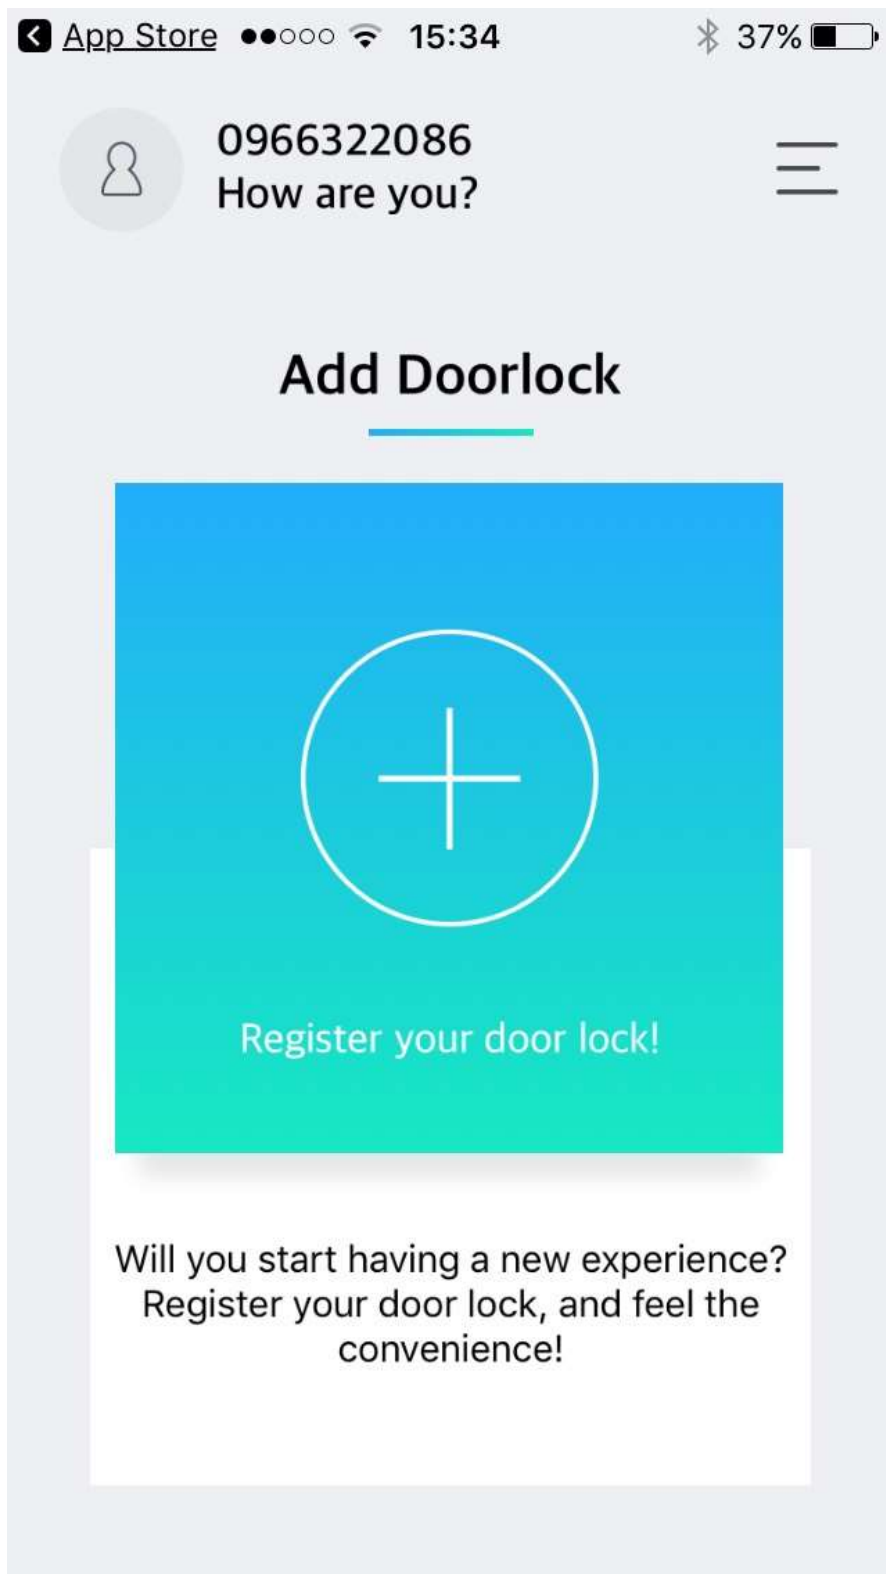 App Store 15:34 37%
0966322086
How are you?
Add Doorlock
Register your door lock!
Will you start having a new experience?
Register your door lock, and feel the
convenience!